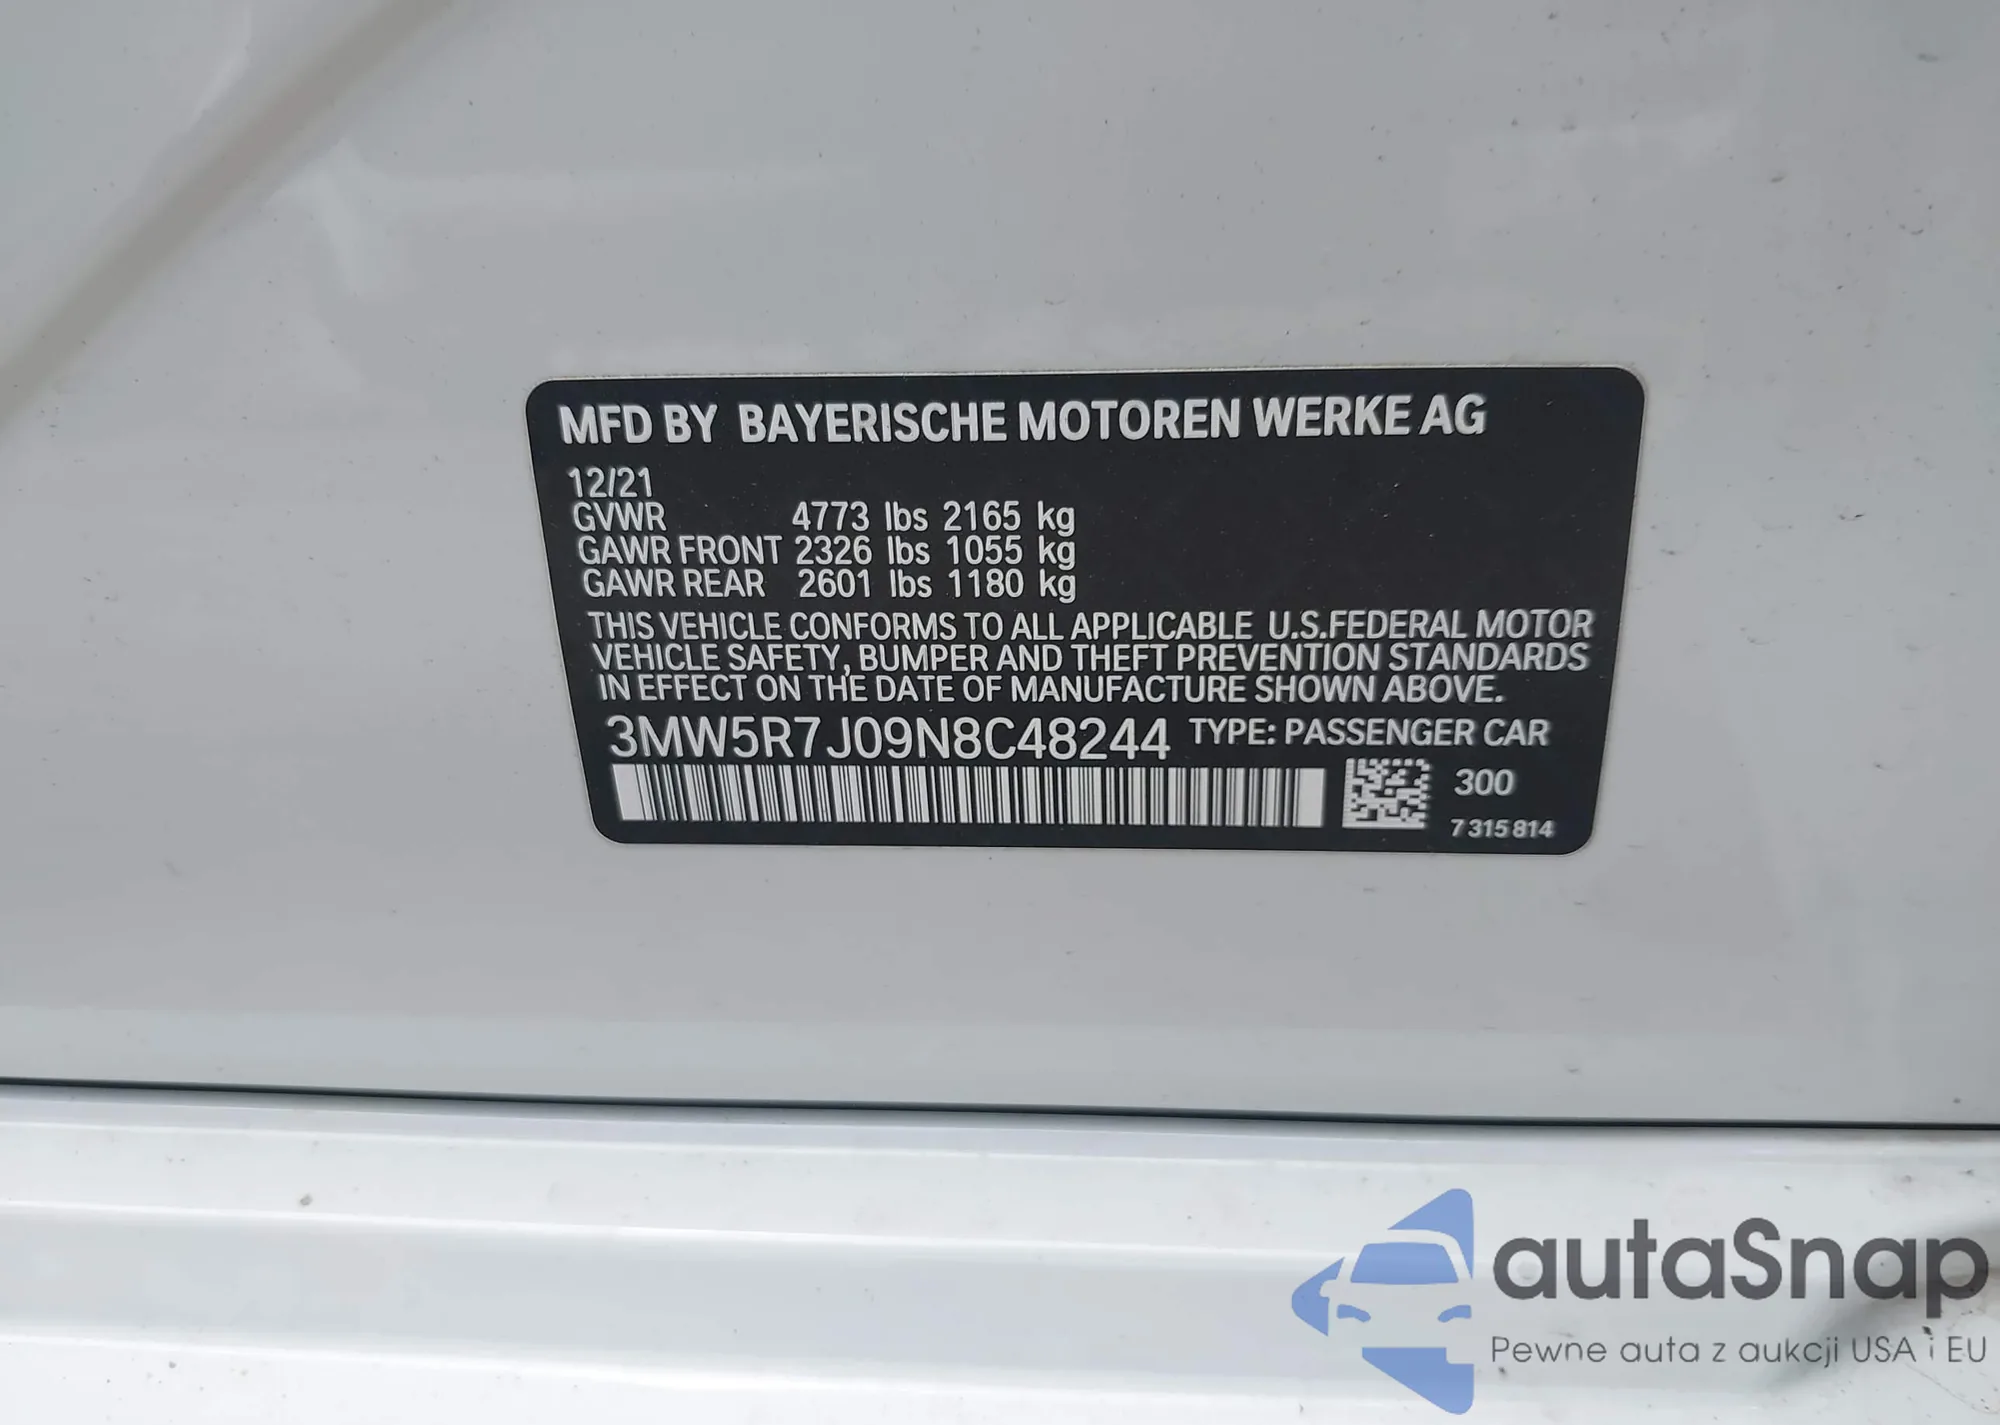 MFD BY BAYERISCHE MOTOREN WERKE AG
12/21
GVWR 4773 lbs 2165 kg
GAWR FRONT 2326 lbs 1055 kg
GAWR REAR 2601 lbs 1180 kg
THIS VEHICLE CONFORMS TO ALL APPLICABLE U.S.FEDERAL MOTOR
VEHICLE SAFETY, BUMPER AND THEFT PREVENTION STANDARDS
IN EFFECT ON THE DATE OF MANUFACTURE SHOWN ABOVE.
3MW5R7J09N8C48244 TYPE: PASSENGER CAR
300
7 315 814
autaSnap
Pewne auta z aukcji USA i EU